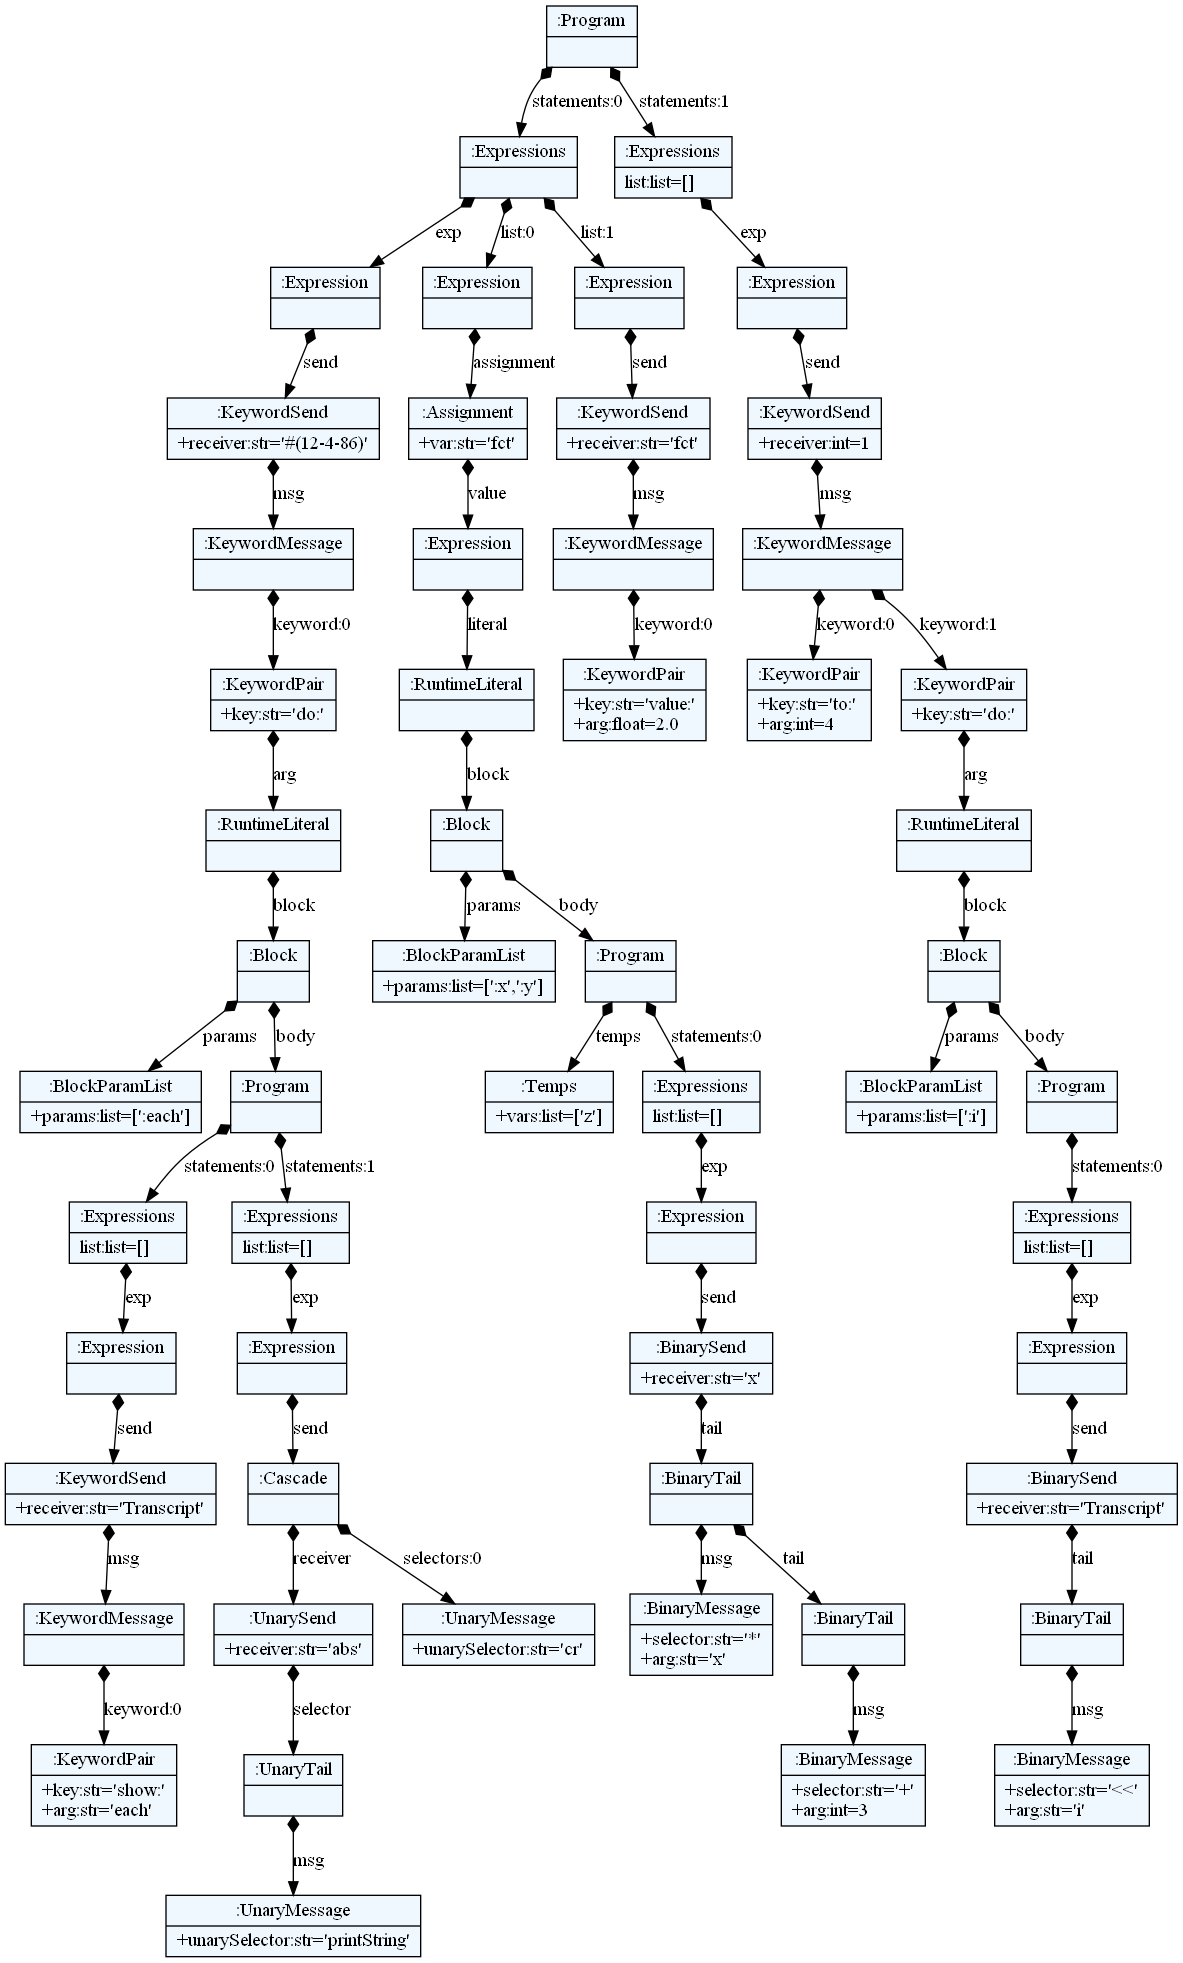 :Program
statements:0
statements:1
:Expressions
:Expressions
list:list=[]
exp
list:0
list:1
exp
:Expression
:Expression
:Expression
:Expression
send
assignment
send
send
:KeywordSend
+receiver:str='#(12-4-86)'
:Assignment
+var:str='fct'
:KeywordSend
+receiver:str='fct'
:KeywordSend
+receiver:int=1
msg
value
msg
msg
:KeywordMessage
:Expression
:KeywordMessage
:KeywordMessage
keyword:0
literal
keyword:0
keyword:0
keyword:1
:KeywordPair
+key:str='do:'
:RuntimeLiteral
:KeywordPair
+key:str='value:'
+arg:float=2.0
:KeywordPair
+key:str='to:'
+arg:int=4
:KeywordPair
+key:str='do:'
arg
block
arg
:RuntimeLiteral
:Block
:RuntimeLiteral
block
params
body
block
:Block
:BlockParamList
+params:list=[':x',':y']
:Program
:Block
params
body
temps
statements:0
params
body
:BlockParamList
+params:list=[':each']
:Program
:Temps
+vars:list=['z']
:Expressions
list:list=[]
:BlockParamList
+params:list=[':i']
:Program
statements:0
statements:1
exp
statements:0
:Expressions
list:list=[]
:Expressions
list:list=[]
:Expression
:Expressions
list:list=[]
exp
exp
send
exp
:Expression
:Expression
:BinarySend
+receiver:str='x'
:Expression
send
send
tail
send
:KeywordSend
+receiver:str='Transcript'
:Cascade
:BinaryTail
:BinarySend
+receiver:str='Transcript'
msg
receiver
selectors:0
msg
tail
tail
:KeywordMessage
:UnarySend
+receiver:str='abs'
:UnaryMessage
+unarySelector:str='cr'
:BinaryMessage
+selector:str='*'
+arg:str='x'
:BinaryTail
:BinaryTail
keyword:0
selector
msg
msg
:KeywordPair
+key:str='show:'
+arg:str='each'
:UnaryTail
:BinaryMessage
+selector:str='+'
+arg:int=3
:BinaryMessage
+selector:str='<<'
+arg:str='i'
msg
:UnaryMessage
+unarySelector:str='printString'